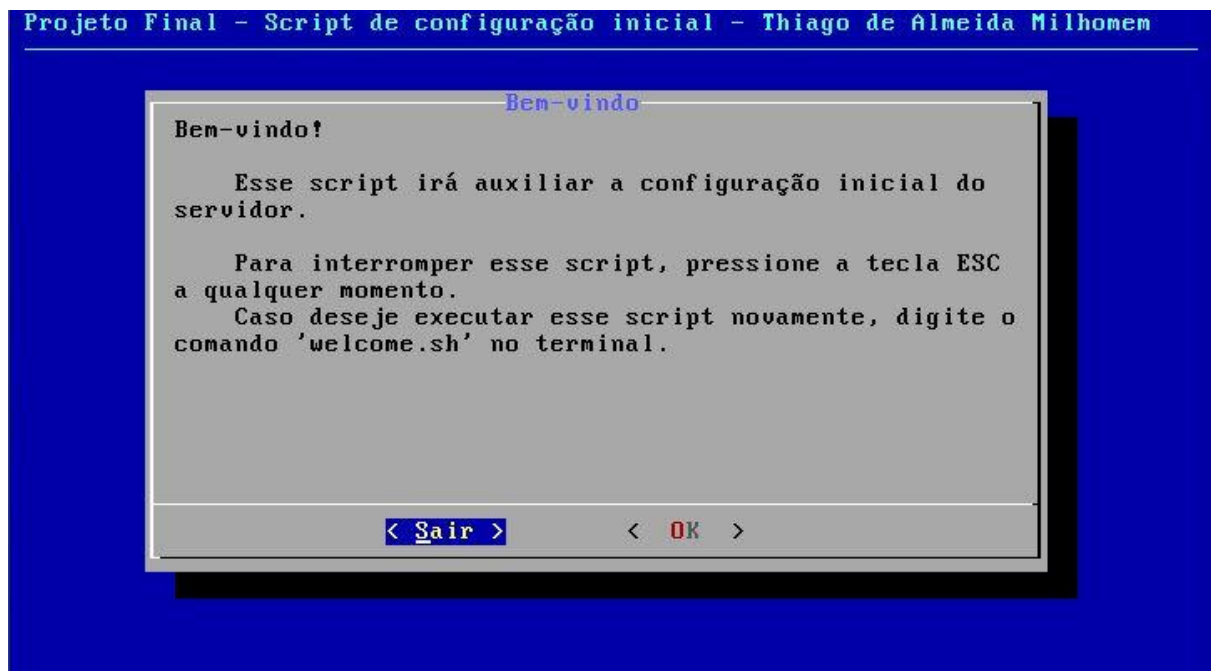 Projeto Final - Script de configuração inicial - Thiago de Almeida Milhomem
Bem-vindo
Bem-vindo!
Esse script irá auxiliar a configuração inicial do
servidor.
Para interromper esse script, pressione a tecla ESC
a qualquer momento.
Caso deseje executar esse script novamente, digite o
comando 'welcome.sh' no terminal.
< Sair > < OK >